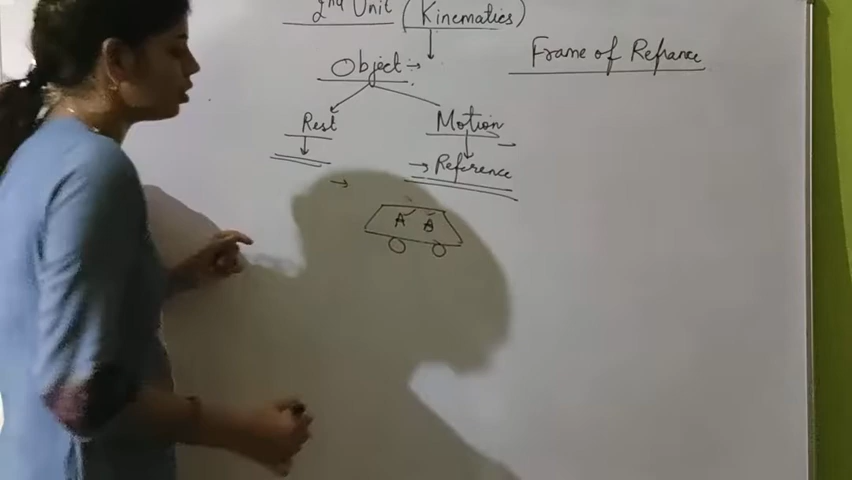 2nd Unit (Kinematics)
Frame of Refrance
Object :→
Rest
Motion
→ Reference
→
A B